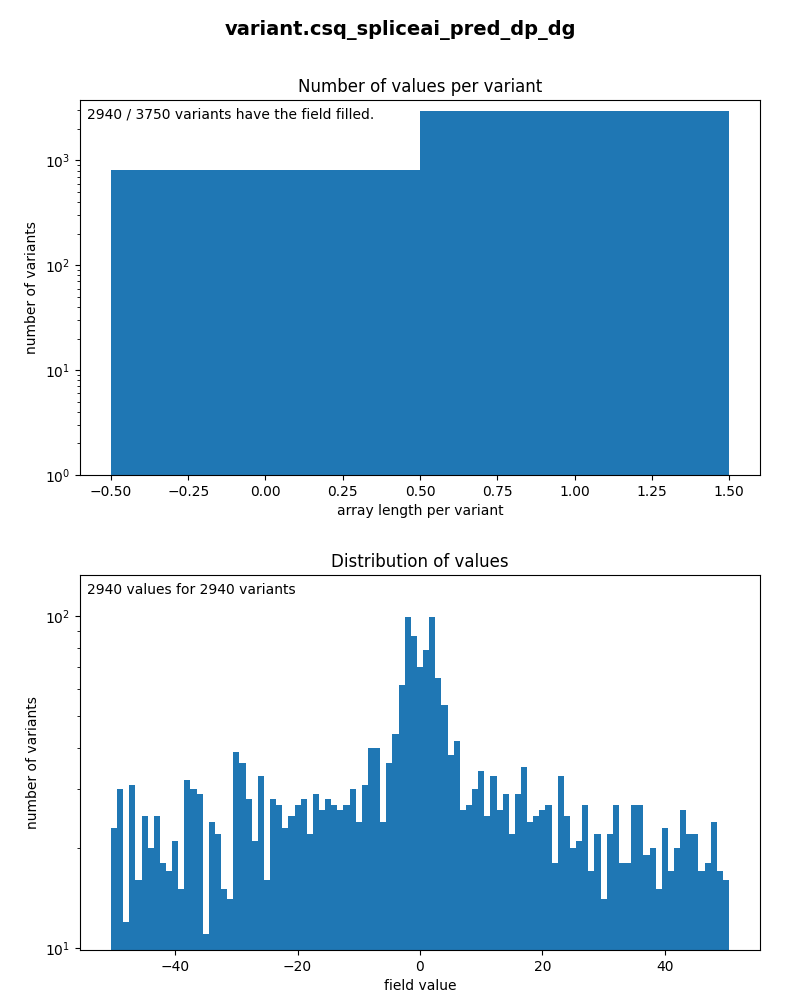 variant.csq_spliceai_pred_dp_dg
Number of values per variant
2940 / 3750 variants have the field filled.
number of variants
10³
10²
10¹
10⁰
−0.50 −0.25 0.00 0.25 0.50 0.75 1.00 1.25 1.50
array length per variant
Distribution of values
2940 values for 2940 variants
number of variants
10²
10¹
−40 −20 0 20 40
field value